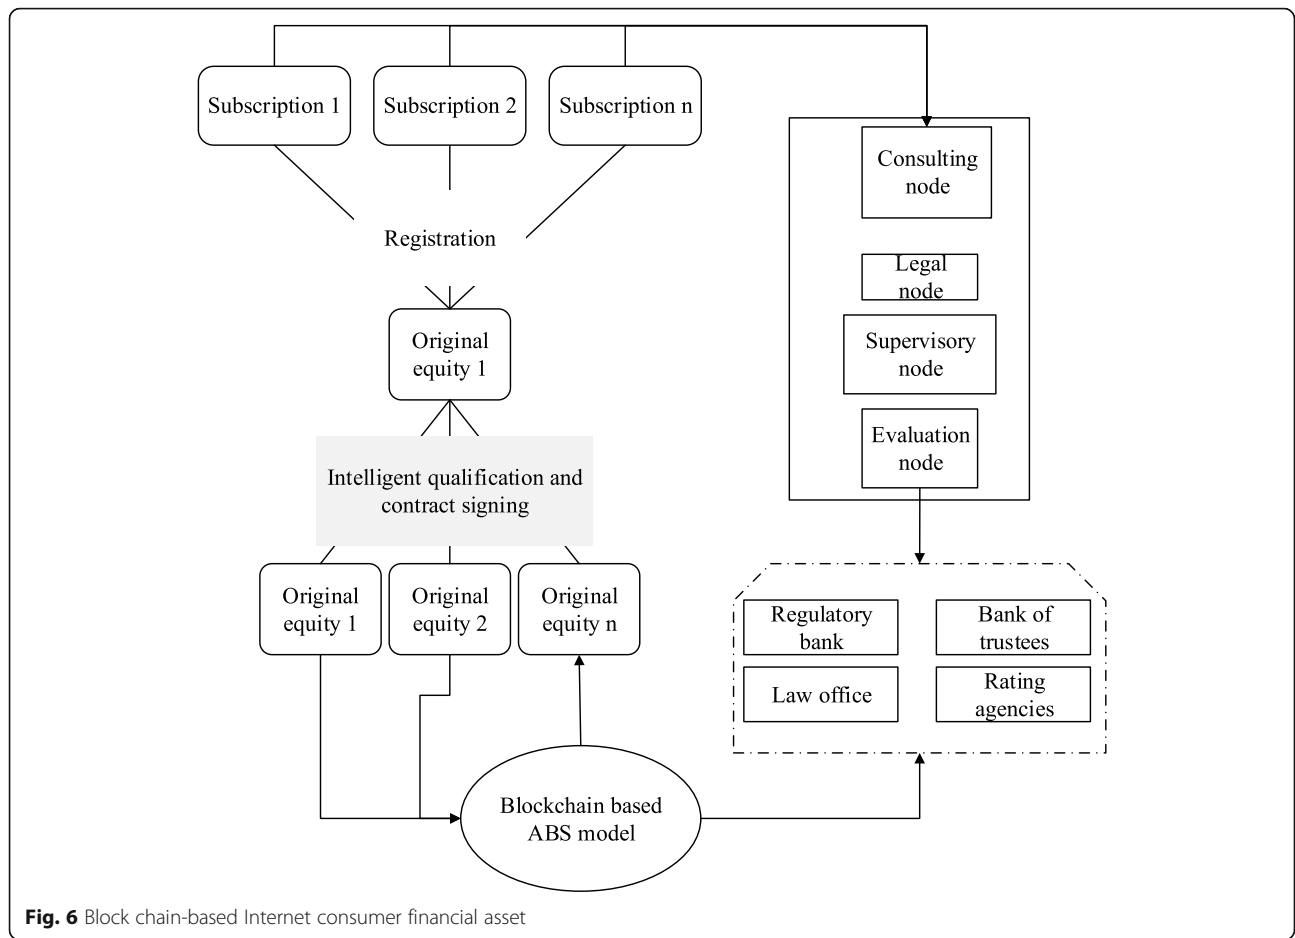 Subscription 1
Subscription 2
Subscription n
Consulting
node
Registration
Legal
node
Original
equity 1
Supervisory
node
Evaluation
node
Intelligent qualification and
contract signing
Original
equity 1
Original
equity 2
Original
equity n
Regulatory
bank
Bank of
trustees
Law office
Rating
agencies
Blockchain based
ABS model
Fig. 6 Block chain-based Internet consumer financial asset